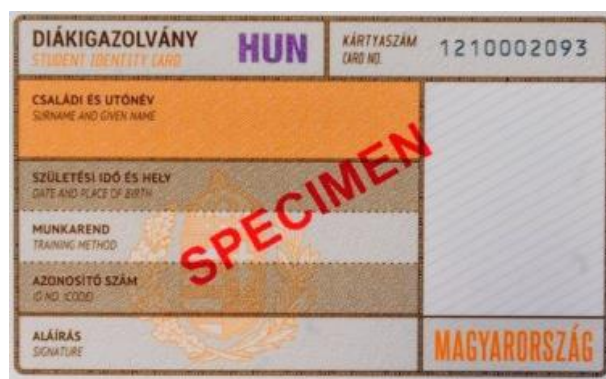 DIÁKIGAZOLVÁNY
STUDENT IDENTITY CARD
HUN
KÁRTYASZÁM
CARD NO.
1210002093
CSALÁDI ÉS UTÓNÉV
SURNAME AND GIVEN NAME
SZÜLETÉSI IDŐ ÉS HELY
DATE AND PLACE OF BIRTH
MUNKAREND
TRAINING METHOD
AZONOSÍTÓ SZÁM
ID NO. (CODE)
ALÁÍRÁS
SIGNATURE
SPECIMEN
MAGYARORSZÁG